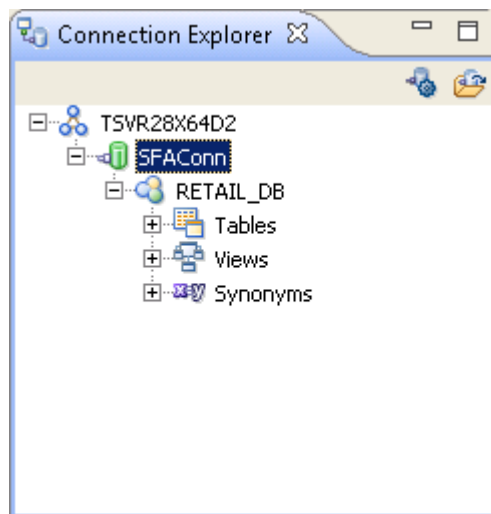 Connection Explorer
TSVR28X64D2
SFAConn
RETAIL_DB
Tables
Views
Synonyms